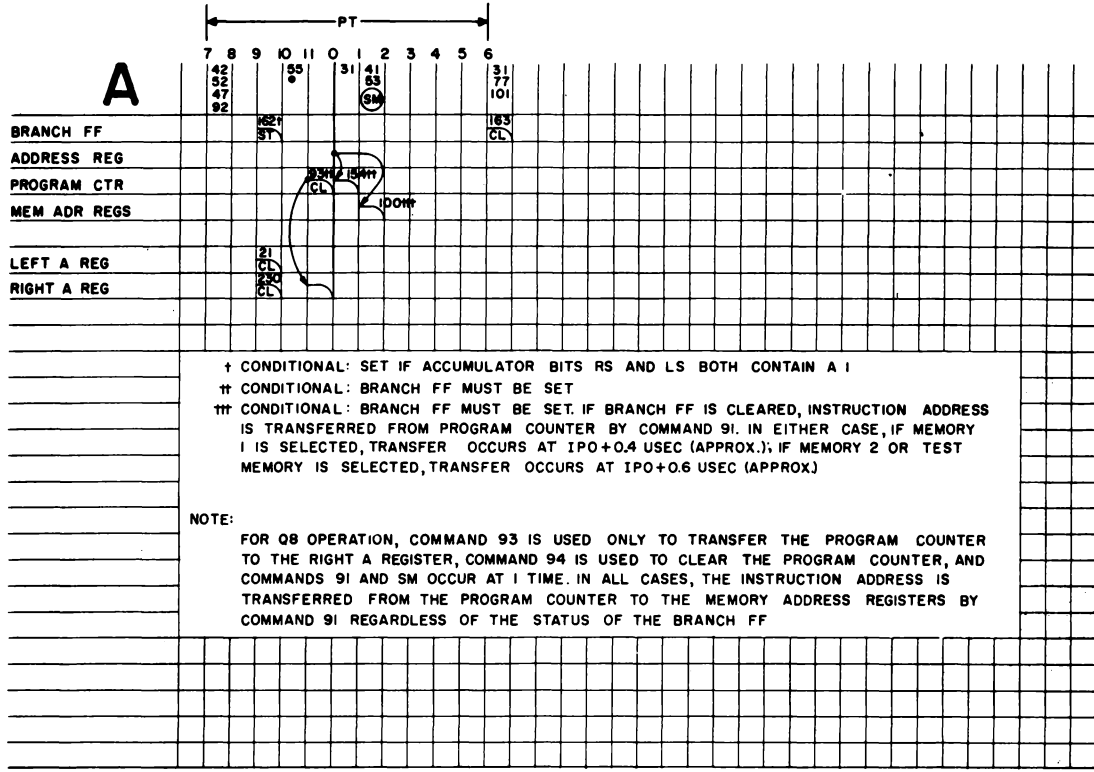 PT
7 8 9 10 11 0 1 2 3 4 5 6
A
42 55 31 41 31
52 53 77
47 SM 101
92
162† 163
BRANCH FF ST CL
ADDRESS REG
93†† 154††
PROGRAM CTR CL
MEM ADR REGS 100†††
21
LEFT A REG CL
230
RIGHT A REG CL
† CONDITIONAL: SET IF ACCUMULATOR BITS RS AND LS BOTH CONTAIN A 1
†† CONDITIONAL: BRANCH FF MUST BE SET
††† CONDITIONAL: BRANCH FF MUST BE SET. IF BRANCH FF IS CLEARED, INSTRUCTION ADDRESS
IS TRANSFERRED FROM PROGRAM COUNTER BY COMMAND 91. IN EITHER CASE, IF MEMORY
1 IS SELECTED, TRANSFER OCCURS AT IPO+0.4 USEC (APPROX.); IF MEMORY 2 OR TEST
MEMORY IS SELECTED, TRANSFER OCCURS AT IPO+0.6 USEC (APPROX.)
NOTE:
FOR Q8 OPERATION, COMMAND 93 IS USED ONLY TO TRANSFER THE PROGRAM COUNTER
TO THE RIGHT A REGISTER, COMMAND 94 IS USED TO CLEAR THE PROGRAM COUNTER, AND
COMMANDS 91 AND SM OCCUR AT 1 TIME. IN ALL CASES, THE INSTRUCTION ADDRESS IS
TRANSFERRED FROM THE PROGRAM COUNTER TO THE MEMORY ADDRESS REGISTERS BY
COMMAND 91 REGARDLESS OF THE STATUS OF THE BRANCH FF